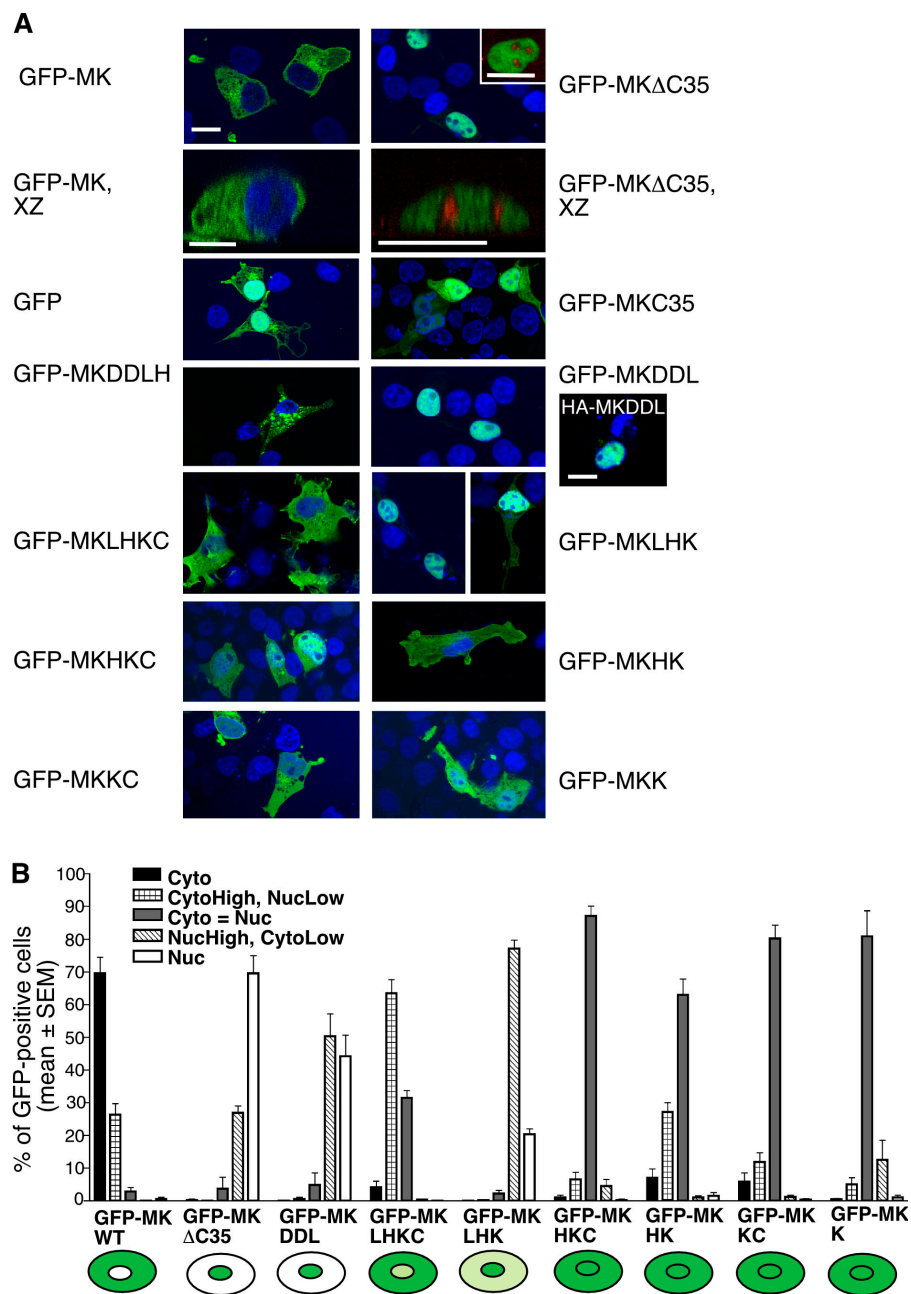 A
GFP-MK
GFP-MKΔC35
GFP-MK,
XZ
GFP-MKΔC35,
XZ
GFP
GFP-MKC35
GFP-MKDDLH
GFP-MKDDL
HA-MKDDL
GFP-MKLHKC
GFP-MKLHK
GFP-MKHKC
GFP-MKHK
GFP-MKKC
GFP-MKK
B
% of GFP-positive cells
(mean ± SEM)
100
90
80
70
60
50
40
30
20
10
0
Cyto
CytoHigh, NucLow
Cyto = Nuc
NucHigh, CytoLow
Nuc
GFP-MK
WT
GFP-MK
ΔC35
GFP-MK
DDL
GFP-MK
LHKC
GFP-MK
LHK
GFP-MK
HKC
GFP-MK
HK
GFP-MK
KC
GFP-MK
K